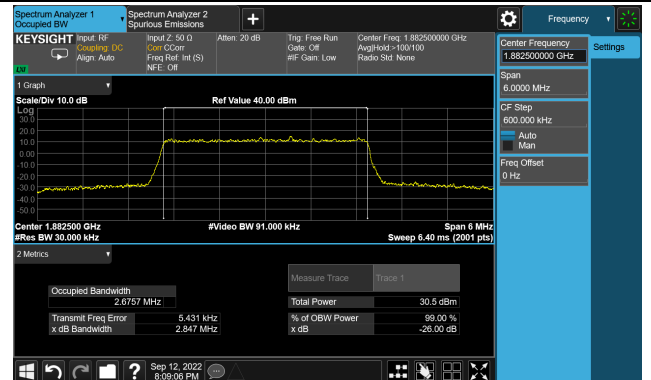 Spectrum Analyzer 1
Occupied BW
Spectrum Analyzer 2
Spurious Emissions
Frequency
KEYSIGHT
Input: RF
Coupling: DC
Align: Auto
Input Z: 50 Ω
Corr CCorr
Freq Ref: Int (S)
NFE: Off
Atten: 20 dB
Trig: Free Run
Gate: Off
#IF Gain: Low
Center Freq: 1.882500000 GHz
Avg|Hold:>100/100
Radio Std: None
LXI
Center Frequency
1.882500000 GHz
Settings
Span
6.0000 MHz
CF Step
600.000 kHz
Auto
Man
Freq Offset
0 Hz
1 Graph
Scale/Div 10.0 dB
Ref Value 40.00 dBm
Log
30.0
20.0
10.0
0.00
-10.0
-20.0
-30.0
-40.0
-50.0
Center 1.882500 GHz
#Video BW 91.000 kHz
Span 6 MHz
#Res BW 30.000 kHz
Sweep 6.40 ms (2001 pts)
2 Metrics
Measure Trace
Trace 1
Occupied Bandwidth
2.6757 MHz
Total Power
30.5 dBm
Transmit Freq Error
5.431 kHz
% of OBW Power
99.00 %
x dB Bandwidth
2.847 MHz
x dB
-26.00 dB
Sep 12, 2022
8:09:06 PM